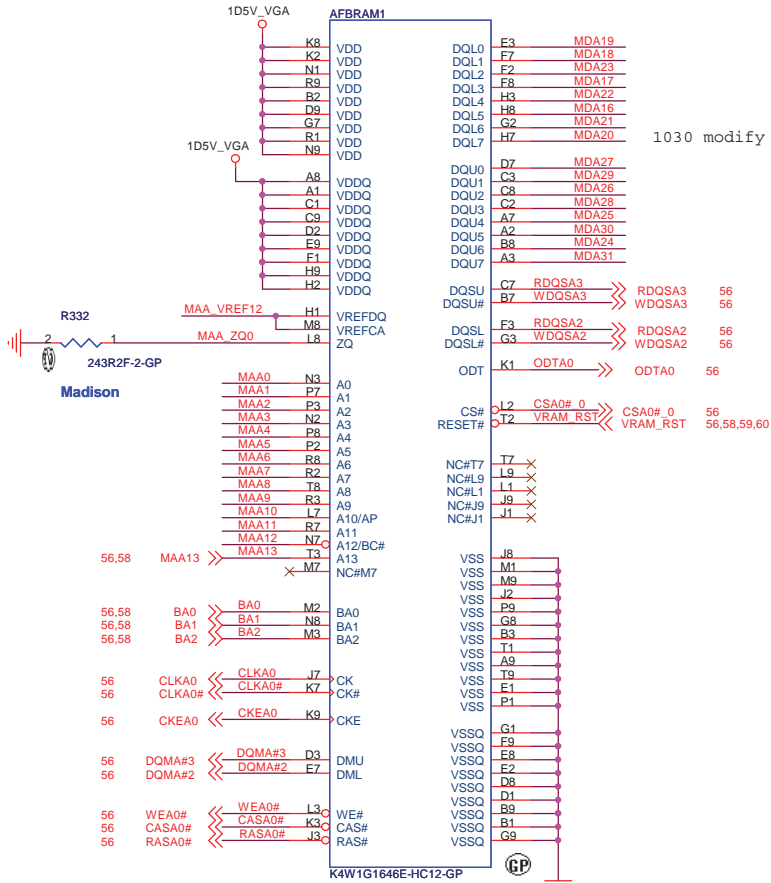 1D5V_VGA
AFBRAM1
K8 VDD
K2 VDD
N1 VDD
R9 VDD
B2 VDD
D9 VDD
G7 VDD
R1 VDD
N9 VDD
1D5V_VGA
A8 VDDQ
A1 VDDQ
C1 VDDQ
C9 VDDQ
D2 VDDQ
E9 VDDQ
F1 VDDQ
H9 VDDQ
H2 VDDQ
MAA_VREF12 H1 VREFDQ
M8 VREFCA
R332
2 1 MAA_ZQ0 L8 ZQ
243R2F-2-GP
Madison
MAA0 N3 A0
MAA1 P7 A1
MAA2 P3 A2
MAA3 N2 A3
MAA4 P8 A4
MAA5 P2 A5
MAA6 R8 A6
MAA7 R2 A7
MAA8 T8 A8
MAA9 R3 A9
MAA10 L7 A10/AP
MAA11 R7 A11
MAA12 N7 A12/BC#
56,58 MAA13 MAA13 T3 A13
M7 NC#M7
56,58 BA0 BA0 M2 BA0
56,58 BA1 BA1 N8 BA1
56,58 BA2 BA2 M3 BA2
56 CLKA0 CLKA0 J7 CK
56 CLKA0# CLKA0# K7 CK#
56 CKEA0 CKEA0 K9 CKE
56 DQMA#3 DQMA#3 D3 DMU
56 DQMA#2 DQMA#2 E7 DML
56 WEA0# WEA0# L3 WE#
56 CASA0# CASA0# K3 CAS#
56 RASA0# RASA0# J3 RAS#
DQL0 E3 MDA19
DQL1 F7 MDA18
DQL2 F2 MDA23
DQL3 F8 MDA17
DQL4 H3 MDA22
DQL5 H8 MDA16
DQL6 G2 MDA21
DQL7 H7 MDA20
1030 modify
DQU0 D7 MDA27
DQU1 C3 MDA29
DQU2 C8 MDA26
DQU3 C2 MDA28
DQU4 A7 MDA25
DQU5 A2 MDA30
DQU6 B8 MDA24
DQU7 A3 MDA31
DQSU C7 RDQSA3 RDQSA3 56
DQSU# B7 WDQSA3 WDQSA3 56
DQSL F3 RDQSA2 RDQSA2 56
DQSL# G3 WDQSA2 WDQSA2 56
ODT K1 ODTA0 ODTA0 56
CS# L2 CSA0#_0 CSA0#_0 56
RESET# T2 VRAM_RST VRAM_RST 56,58,59,60
NC#T7 T7
NC#L9 L9
NC#L1 L1
NC#J9 J9
NC#J1 J1
VSS J8
VSS M1
VSS M9
VSS J2
VSS P9
VSS G8
VSS B3
VSS T1
VSS A9
VSS T9
VSS E1
VSS P1
VSSQ G1
VSSQ F9
VSSQ E8
VSSQ E2
VSSQ D8
VSSQ D1
VSSQ B9
VSSQ B1
VSSQ G9
GP
K4W1G1646E-HC12-GP